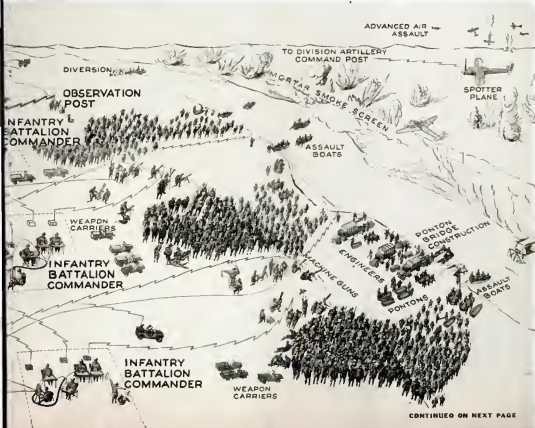 ADVANCED AIR
ASSAULT
TO DIVISION ARTILLERY
COMMAND POST
DIVERSION
MORTAR SMOKE SCREEN
SPOTTER
PLANE
OBSERVATION
POST
INFANTRY
BATTALION
COMMANDER
ASSAULT
BOATS
WEAPON
CARRIERS
PONTON
BRIDGE
CONSTRUCTION
ENGINEERS
MACHINE GUNS
PONTONS
ASSAULT
BOATS
INFANTRY
BATTALION
COMMANDER
INFANTRY
BATTALION
COMMANDER
WEAPON
CARRIERS
CONTINUED ON NEXT PAGE